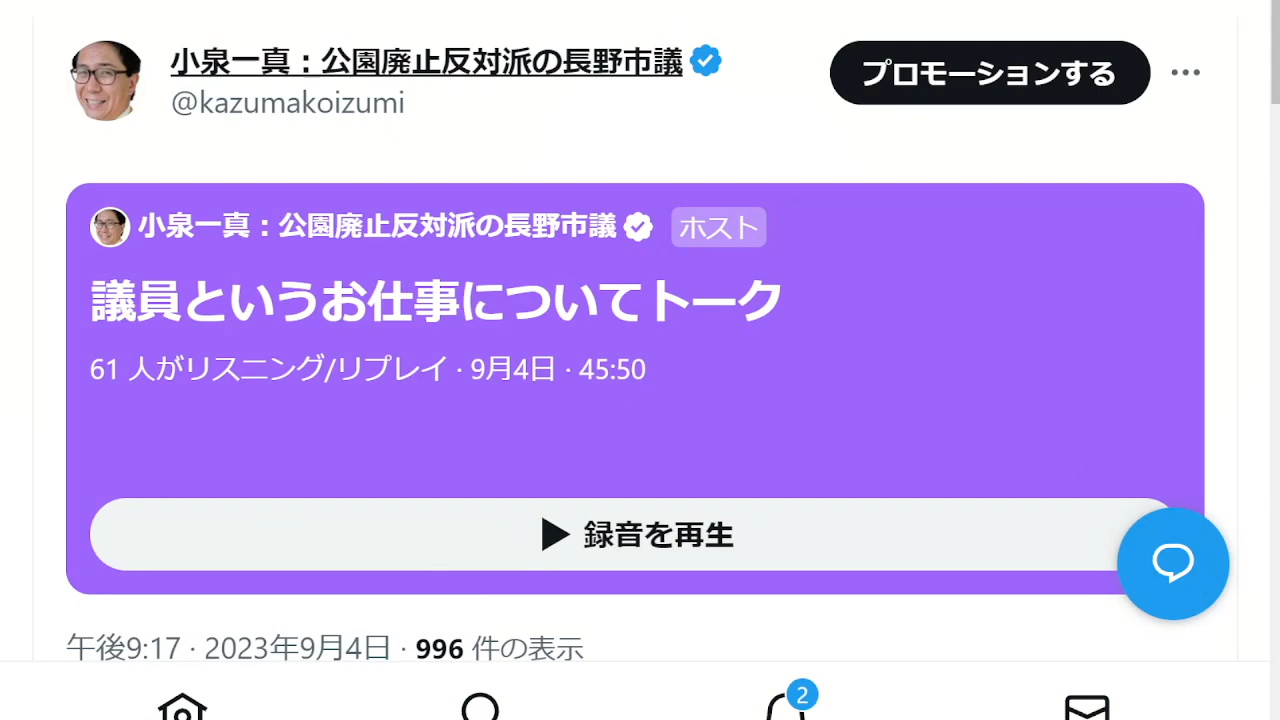 小泉一真：公園廃止反対派の長野市議
プロモーションする
@kazumakoizumi
小泉一真：公園廃止反対派の長野市議 ホスト
議員というお仕事についてトーク
61 人がリスニング/リプレイ · 9月4日 · 45:50
録音を再生
午後9:17 · 2023年9月4日 · 996 件の表示
2